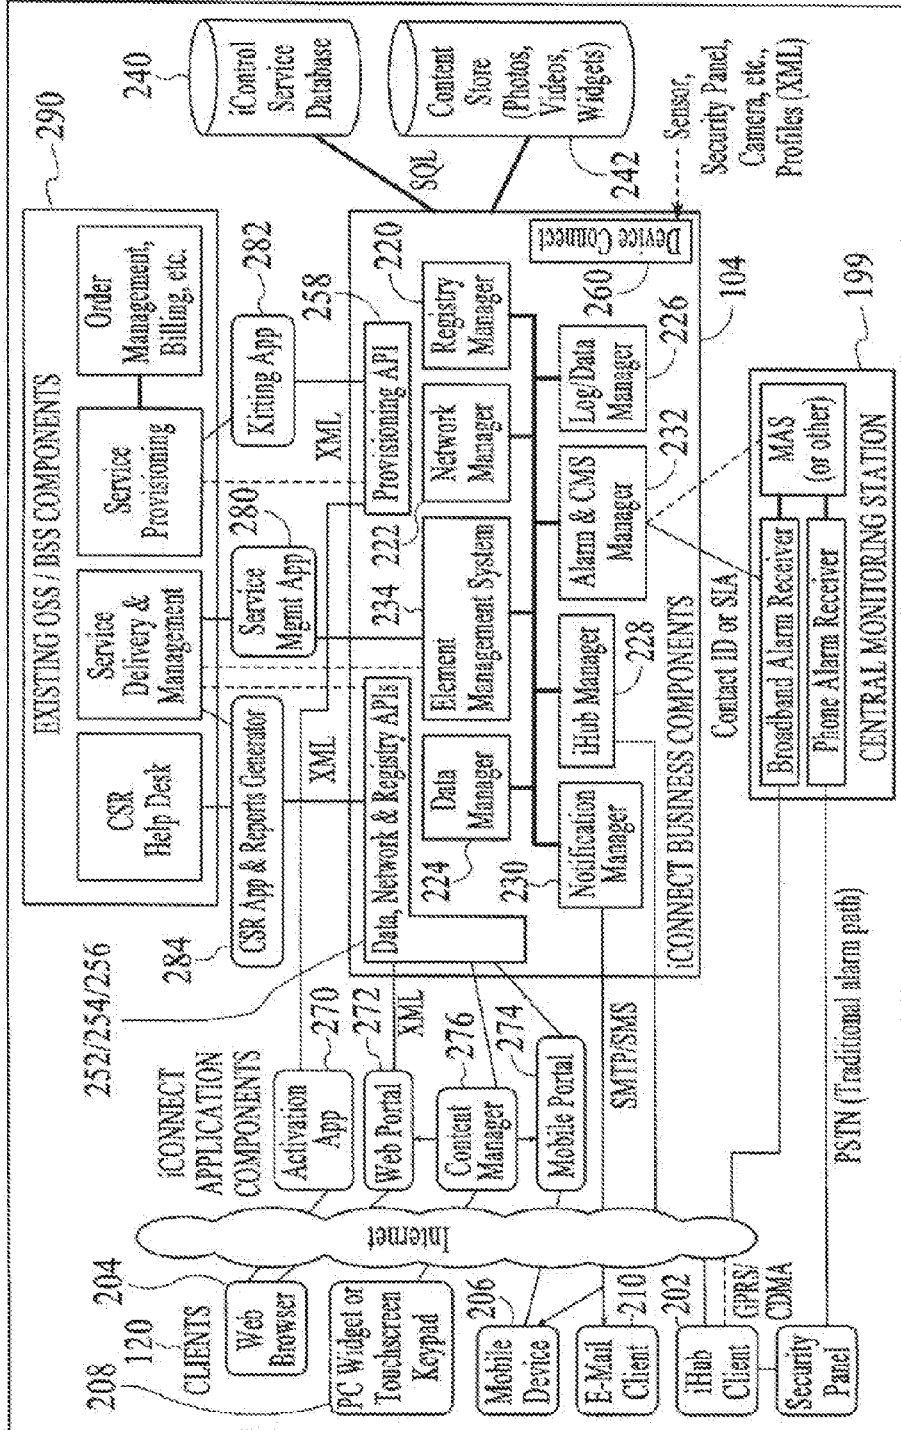 252/254/256
284
EXISTING OSS / BSS COMPONENTS
290
CSR
Help Desk
Service
Delivery &
Management
Service
Provisioning
Order
Management,
Billing, etc.
CSR App & Reports Generator
Service
Mgmt App
280
Kitting App
282
240
iControl
Service
Database
Content
Store
(Photos,
Videos,
Widgets)
242
SQL
208
120
204
CLIENTS
Web
Browser
PC Widget or
Touchscreen
Keypad
206
Mobile
Device
E-Mail
Client
210
iHub
Client
202
GPRS/
CDMA
Security
Panel
Internet
iCONNECT
APPLICATION
COMPONENTS
Activation
App
270
Web Portal
272
XML
Content
Manager
276
Mobile Portal
274
SMTP/SMS
PSTN (Traditional alarm path)
XML
XML
Data, Network & Registry APIs
Provisioning API
258
234
222
220
Data
Manager
224
Element
Management System
Network
Manager
Registry
Manager
230
Notification
Manager
iHub Manager
228
Alarm & CMS
Manager
232
Log/Data
Manager
226
Device Connect
260
iCONNECT BUSINESS COMPONENTS
104
Sensor,
Security Panel,
Camera, etc.,
Profiles (XML)
Contact ID or SIA
Broadband Alarm Receiver
Phone Alarm Receiver
MAS
(or other)
CENTRAL MONITORING STATION
199